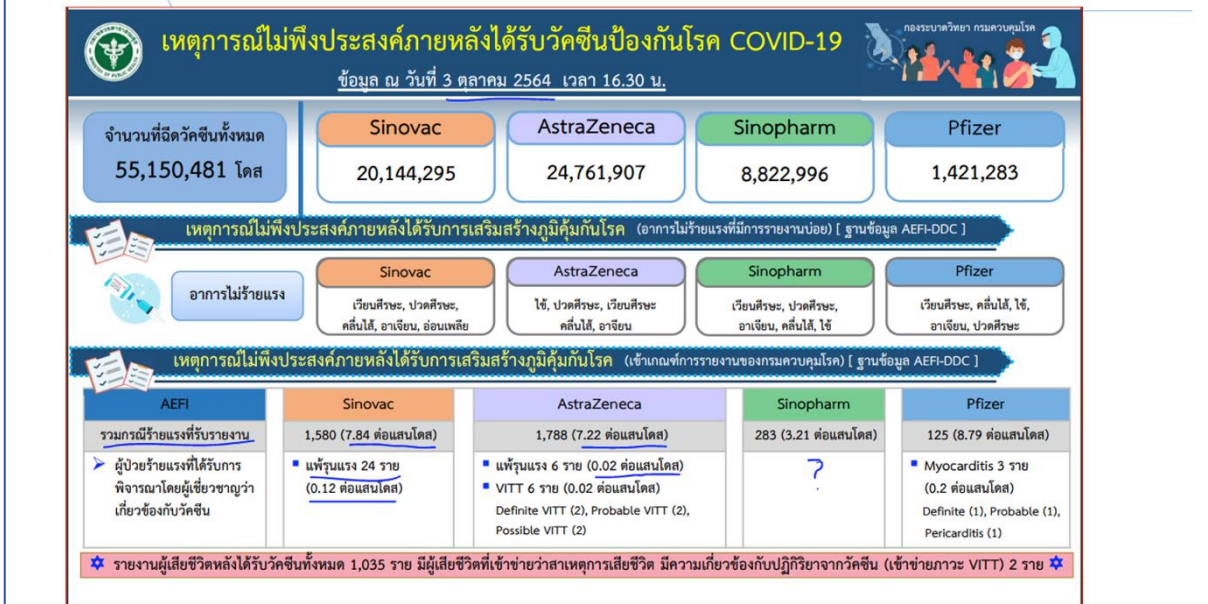 เหตุการณ์ไม่พึงประสงค์ภายหลังได้รับวัคซีนป้องกันโรค COVID-19
กองระบาดวิทยา กรมควบคุมโรค
ข้อมูล ณ วันที่ 3 ตุลาคม 2564 เวลา 16.30 น.
จำนวนที่ฉีดวัคซีนทั้งหมด
55,150,481 โดส
Sinovac
20,144,295
AstraZeneca
24,761,907
Sinopharm
8,822,996
Pfizer
1,421,283
เหตุการณ์ไม่พึงประสงค์ภายหลังได้รับการเสริมสร้างภูมิคุ้มกันโรค (อาการไม่ร้ายแรงที่มีการรายงานบ่อย) [ ฐานข้อมูล AEFI-DDC ]
อาการไม่ร้ายแรง
Sinovac
เวียนศีรษะ, ปวดศีรษะ,
คลื่นไส้, อาเจียน, อ่อนเพลีย
AstraZeneca
ไข้, ปวดศีรษะ, เวียนศีรษะ
คลื่นไส้, อาจียน
Sinopharm
เวียนศีรษะ, ปวดศีรษะ,
อาเจียน, คลื่นไส้, ไข้
Pfizer
เวียนศีรษะ, คลื่นไส้, ไข้,
อาเจียน, ปวดศีรษะ
เหตุการณ์ไม่พึงประสงค์ภายหลังได้รับการเสริมสร้างภูมิคุ้มกันโรค (เข้าเกณฑ์การรายงานของกรมควบคุมโรค) [ ฐานข้อมูล AEFI-DDC ]
AEFI
Sinovac
AstraZeneca
Sinopharm
Pfizer
รวมกรณีร้ายแรงที่รับรายงาน
1,580 (7.84 ต่อแสนโดส)
1,788 (7.22 ต่อแสนโดส)
283 (3.21 ต่อแสนโดส)
125 (8.79 ต่อแสนโดส)
ผู้ป่วยร้ายแรงที่ได้รับการ
พิจารณาโดยผู้เชี่ยวชาญว่า
เกี่ยวข้องกับวัคซีน
แพ้รุนแรง 24 ราย
(0.12 ต่อแสนโดส)
แพ้รุนแรง 6 ราย (0.02 ต่อแสนโดส)
VITT 6 ราย (0.02 ต่อแสนโดส)
Definite VITT (2), Probable VITT (2),
Possible VITT (2)
?
Myocarditis 3 ราย
(0.2 ต่อแสนโดส)
Definite (1), Probable (1),
Pericarditis (1)
รายงานผู้เสียชีวิตหลังได้รับวัคซีนทั้งหมด 1,035 ราย มีผู้เสียชีวิตที่เข้าข่ายว่าสาเหตุการเสียชีวิต มีความเกี่ยวข้องกับปฏิกิริยาจากวัคซีน (เข้าข่ายภาวะ VITT) 2 ราย